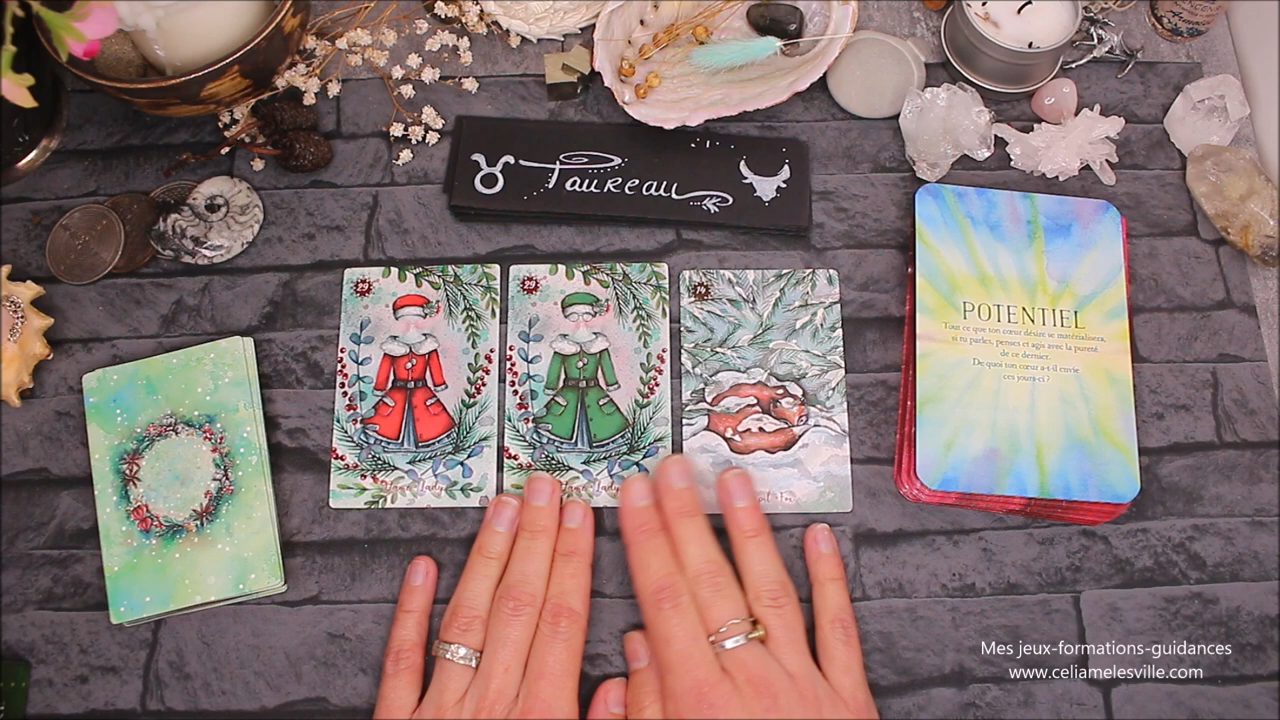 Taureau
POTENTIEL
Tout ce que ton cœur désire se matérialisera,
si tu parles, penses et agis avec la pureté
de ce dernier.
De quoi ton cœur a-t-il envie
ces jours-ci ?
Lady
Lady
Mes jeux-formations-guidances
www.celiamelesville.com